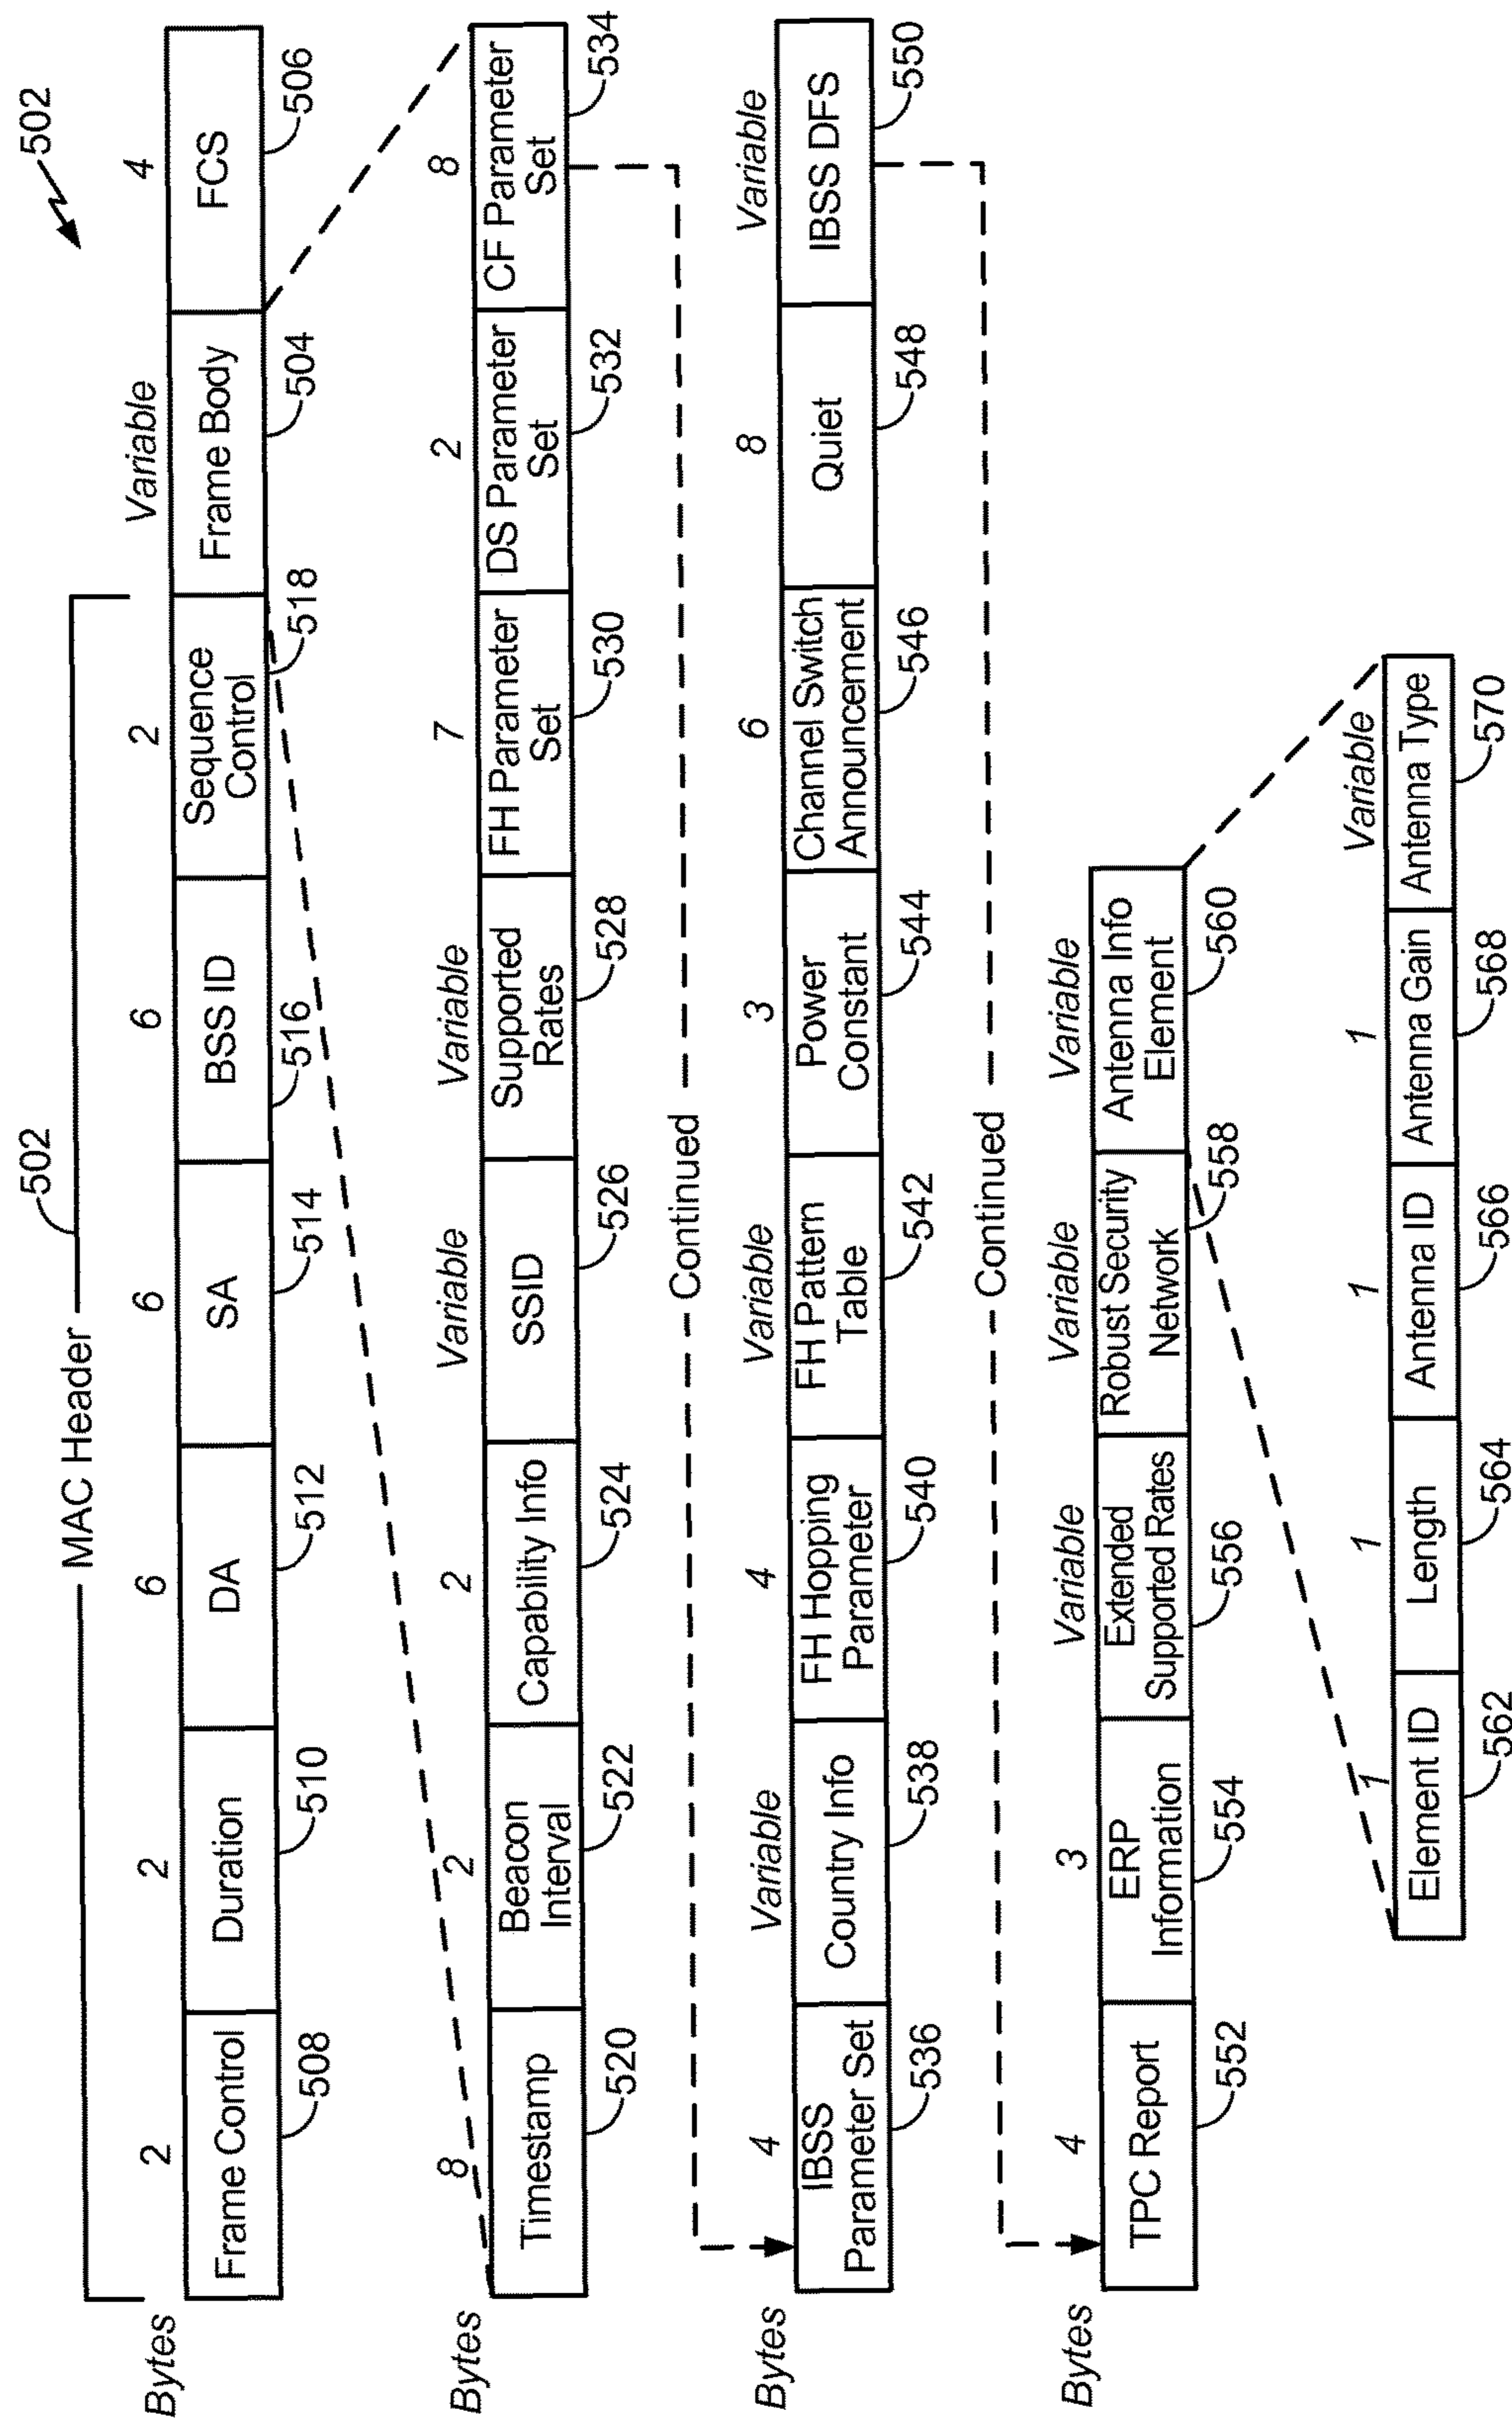 502
MAC Header
502
Bytes
2
2
6
6
6
2
Variable
4
Frame Control
Duration
DA
SA
BSS ID
Sequence
Control
Frame Body
FCS
508
510
512
514
516
518
504
506
Bytes
8
2
2
Variable
Variable
7
2
8
Timestamp
Beacon
Interval
Capability Info
SSID
Supported
Rates
FH Parameter
Set
DS Parameter
Set
CF Parameter
Set
520
522
524
526
528
530
532
534
Continued
Bytes
4
Variable
4
Variable
3
6
8
Variable
IBSS
Parameter Set
Country Info
FH Hopping
Parameter
FH Pattern
Table
Power
Constant
Channel Switch
Announcement
Quiet
IBSS DFS
536
538
540
542
544
546
548
550
Continued
Bytes
4
3
Variable
Variable
Variable
TPC Report
ERP
Information
Extended
Supported Rates
Robust Security
Network
Antenna Info
Element
552
554
556
558
560
1
1
1
1
Variable
Element ID
Length
Antenna ID
Antenna Gain
Antenna Type
562
564
566
568
570